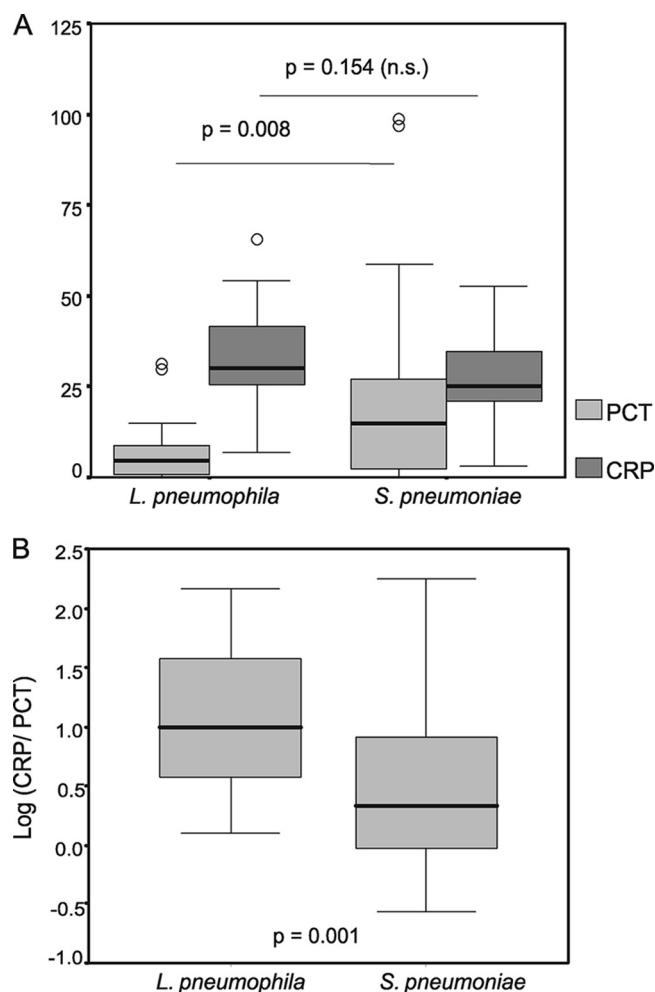 A
125
p = 0.154 (n.s.)
100
p = 0.008
75
50
25
PCT
0
CRP
L. pneumophila
S. pneumoniae
B
2.5
2.0
1.5
1.0
0.5
0.0
-0.5
-1.0
Log (CRP/ PCT)
p = 0.001
L. pneumophila
S. pneumoniae